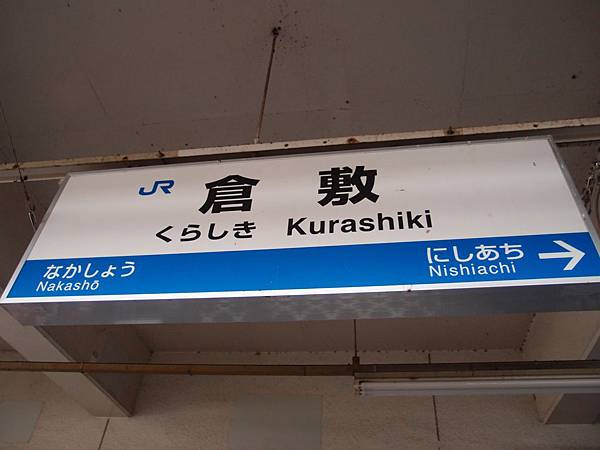 JR 倉敷
くらしき Kurashiki
なかしょう にしあち →
Nakashō Nishiachi